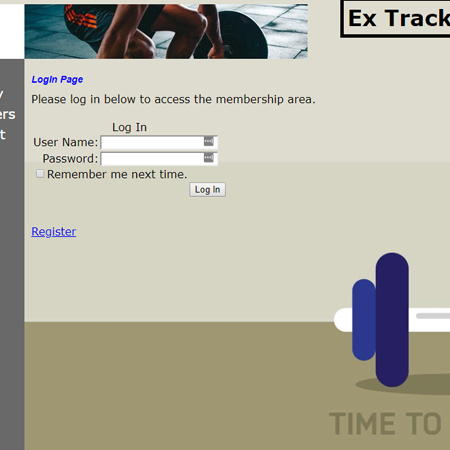 Ex Track
Login Page
Please log in below to access the membership area.
Log In
User Name:
Password:
Remember me next time.
Log In
Register
TIME TO